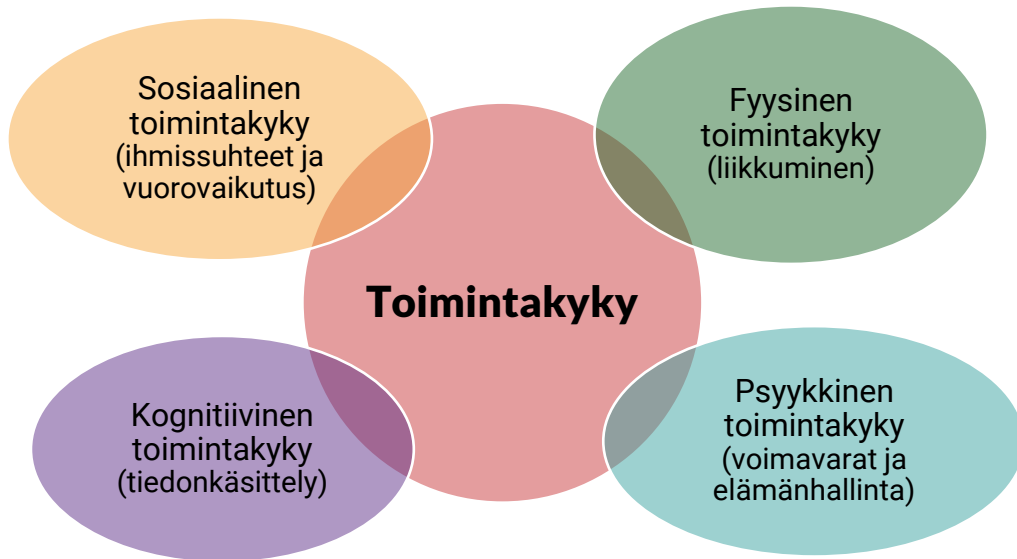 Sosiaalinen
toimintakyky
(ihmissuhteet ja
vuorovaikutus)
Fyysinen
toimintakyky
(liikkuminen)
Toimintakyky
Kognitiivinen
toimintakyky
(tiedonkäsittely)
Psyykkinen
toimintakyky
(voimavarat ja
elämänhallinta)